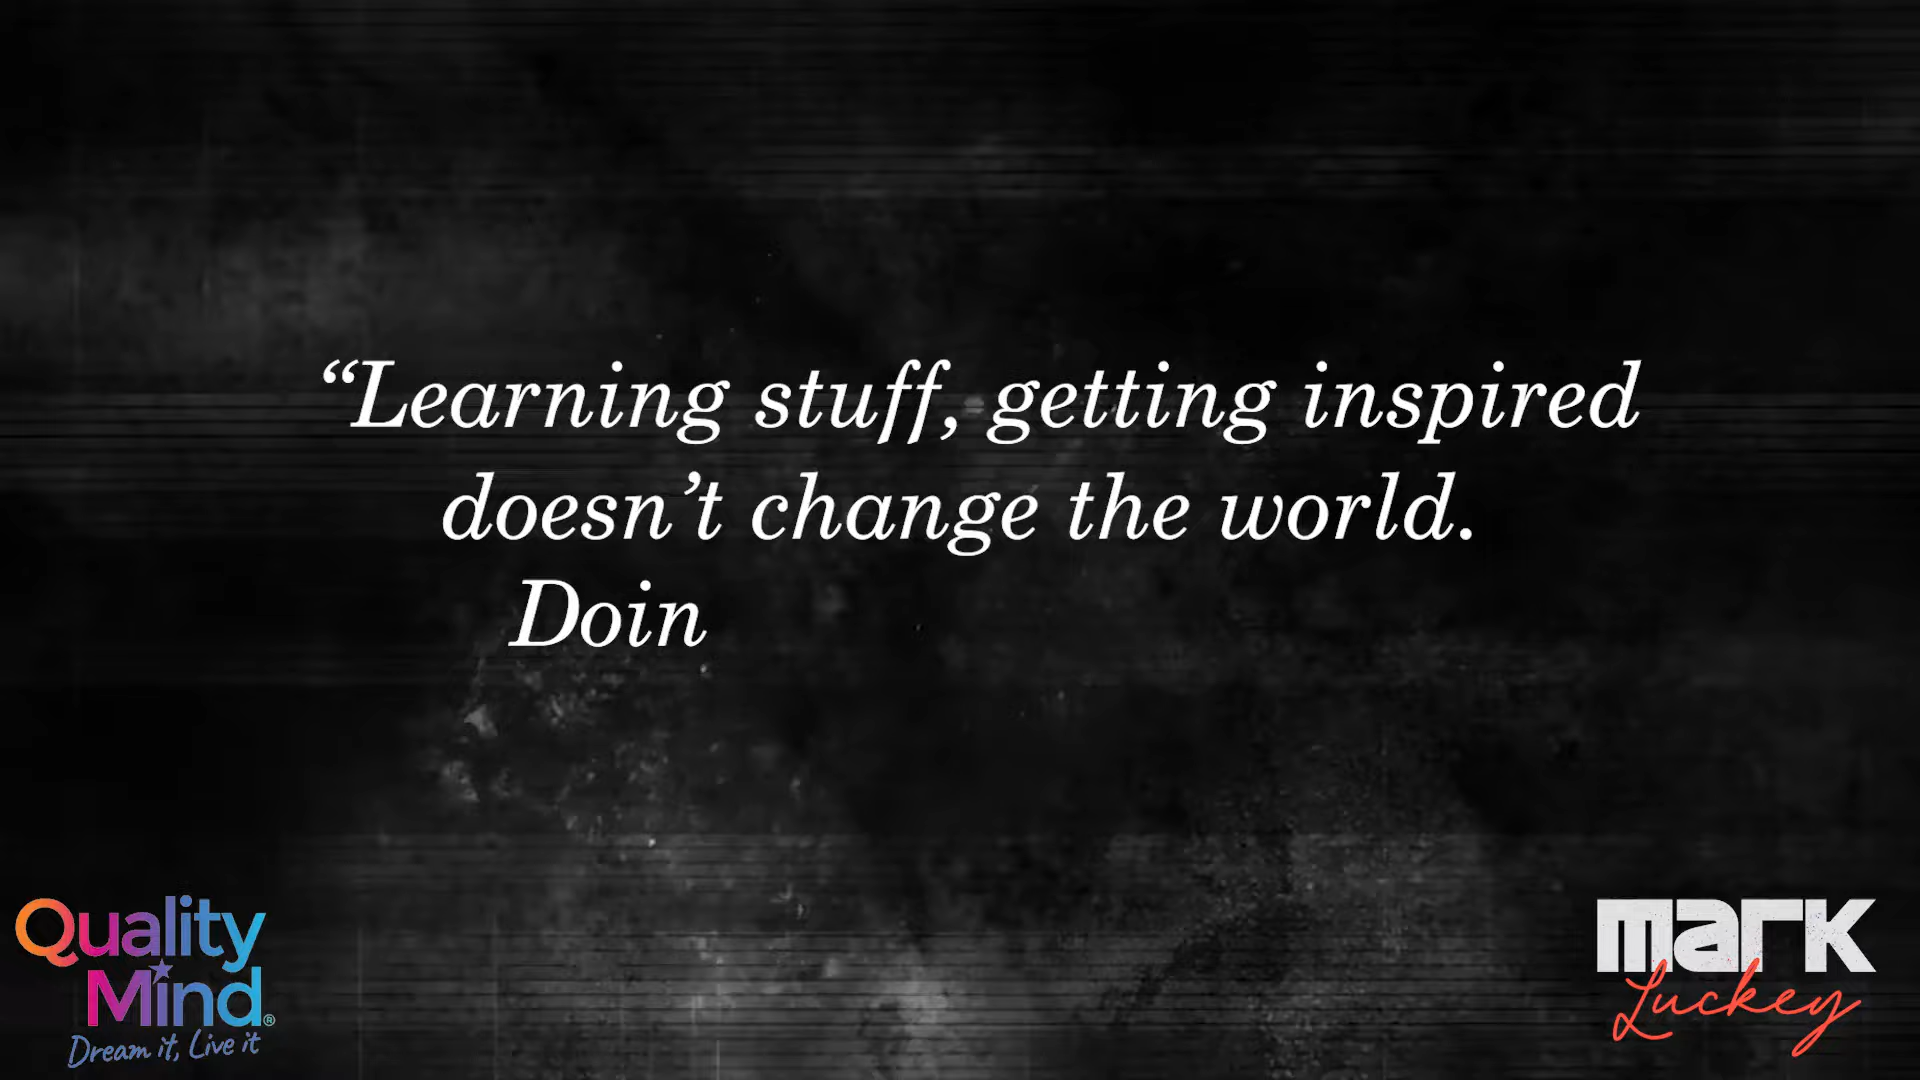 “Learning stuff, getting inspired
doesn’t change the world.
Doin
Quality
Mind®
Dream it, Live it
mark
Luckey